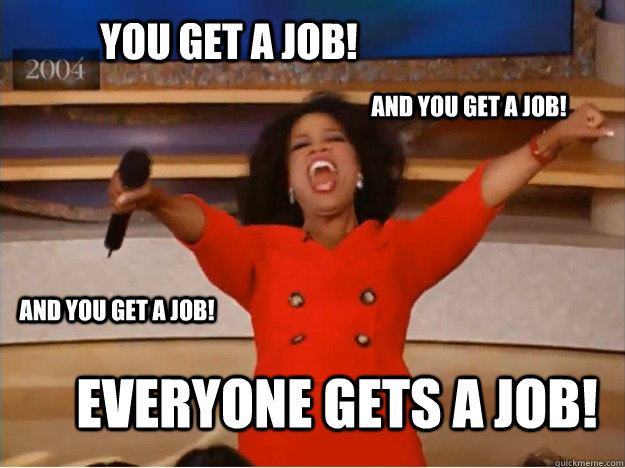 YOU GET A JOB!
2004
AND YOU GET A JOB!
AND YOU GET A JOB!
EVERYONE GETS A JOB!
quickmeme.com